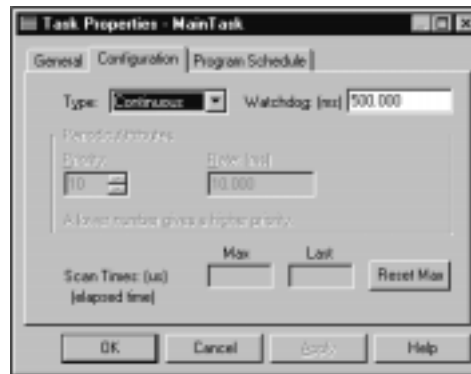 Task Properties - MainTask
General Configuration Program Schedule
Type: Continuous Watchdog: (ms) 500.000
Periodic Attributes
Priority: Rate: (ms)
10 10.000
A lower number gives a higher priority.
Max Last
Scan Times: (us) Reset Max
(elapsed time)
OK Cancel Apply Help